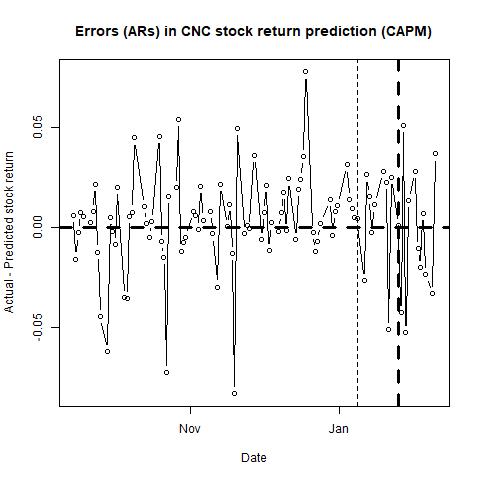 Errors (ARs) in CNC stock return prediction (CAPM)
Actual - Predicted stock return
0.05
0.00
-0.05
Nov
Jan
Date